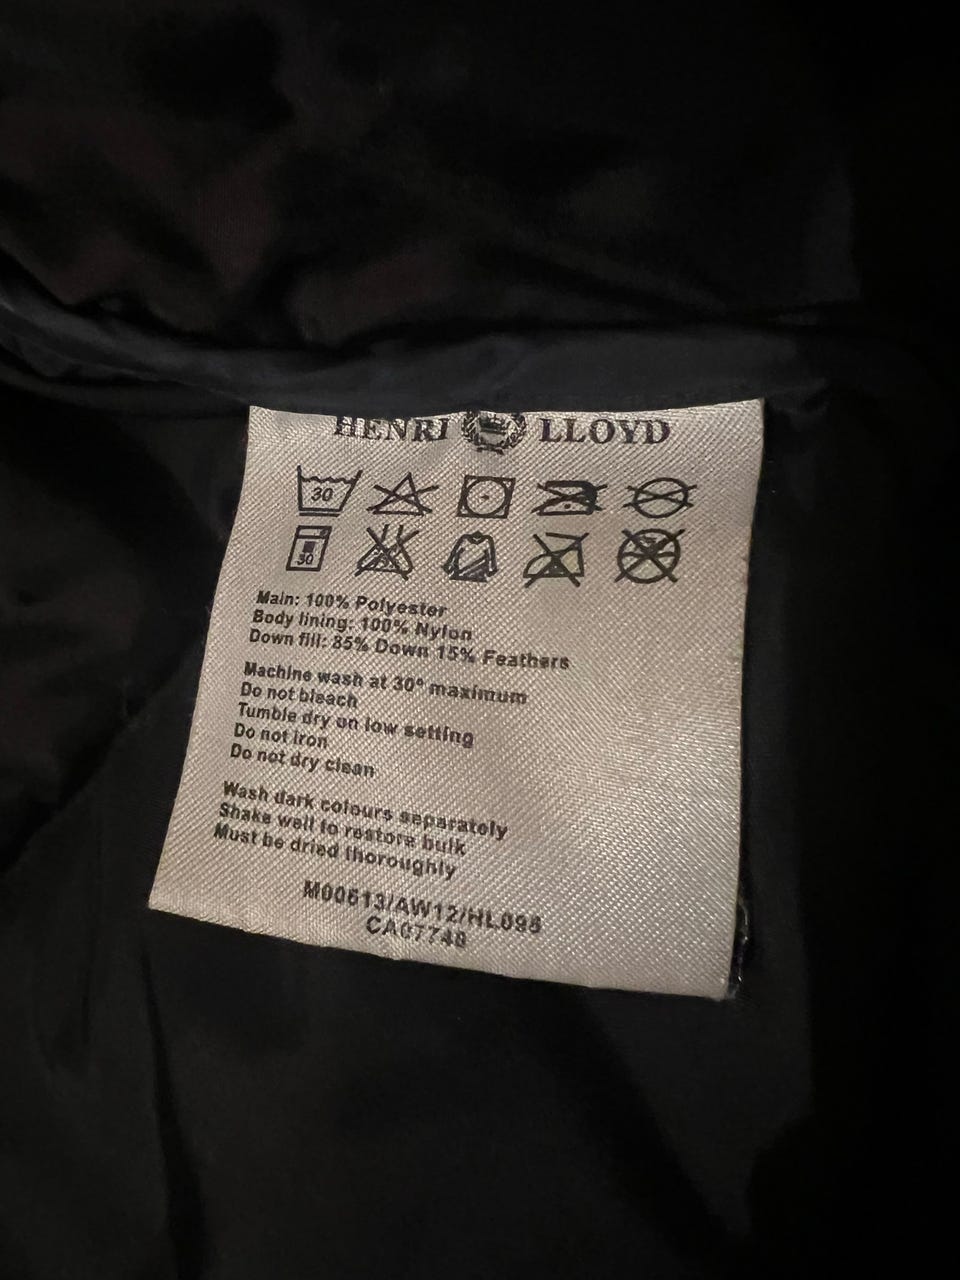 HENRI LLOYD
30
30
Main: 100% Polyester
Body lining: 100% Nylon
Down fill: 85% Down 15% Feathers
Machine wash at 30° maximum
Do not bleach
Tumble dry on low setting
Do not iron
Do not dry clean
Wash dark colours separately
Shake well to restore bulk
Must be dried thoroughly
M00613/AW12/HL095
CA07740